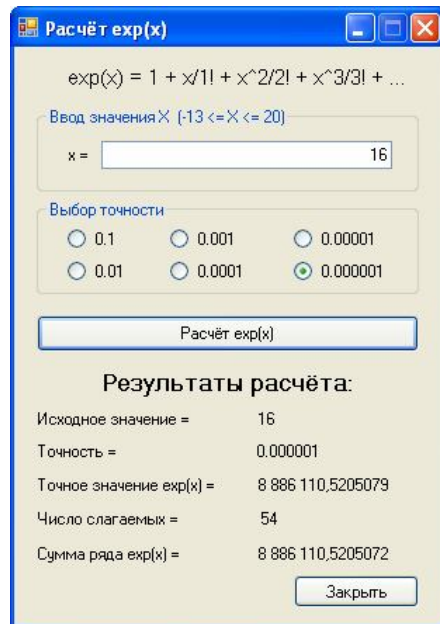 Расчёт exp(x)
exp(x) = 1 + x/1! + x^2/2! + x^3/3! + ...
Ввод значения X (-13 <= X <= 20)
x = 16
Выбор точности
0.1 0.001 0.00001
0.01 0.0001 0.000001
Расчёт exp(x)
Результаты расчёта:
Исходное значение = 16
Точность = 0.000001
Точное значение exp(x) = 8 886 110,5205079
Число слагаемых = 54
Сумма ряда exp(x) = 8 886 110,5205072
Закрыть